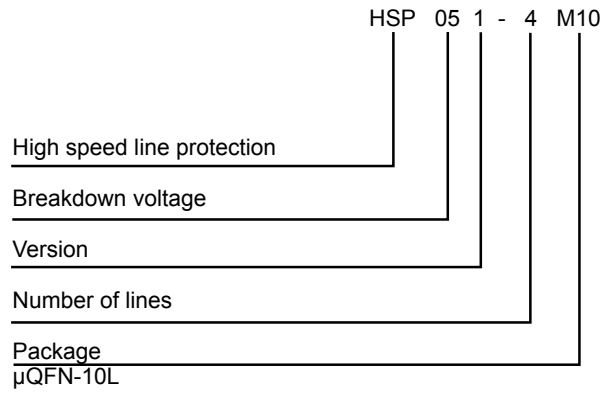 HSP 05 1 - 4 M10
High speed line protection
Breakdown voltage
Version
Number of lines
Package
µQFN-10L